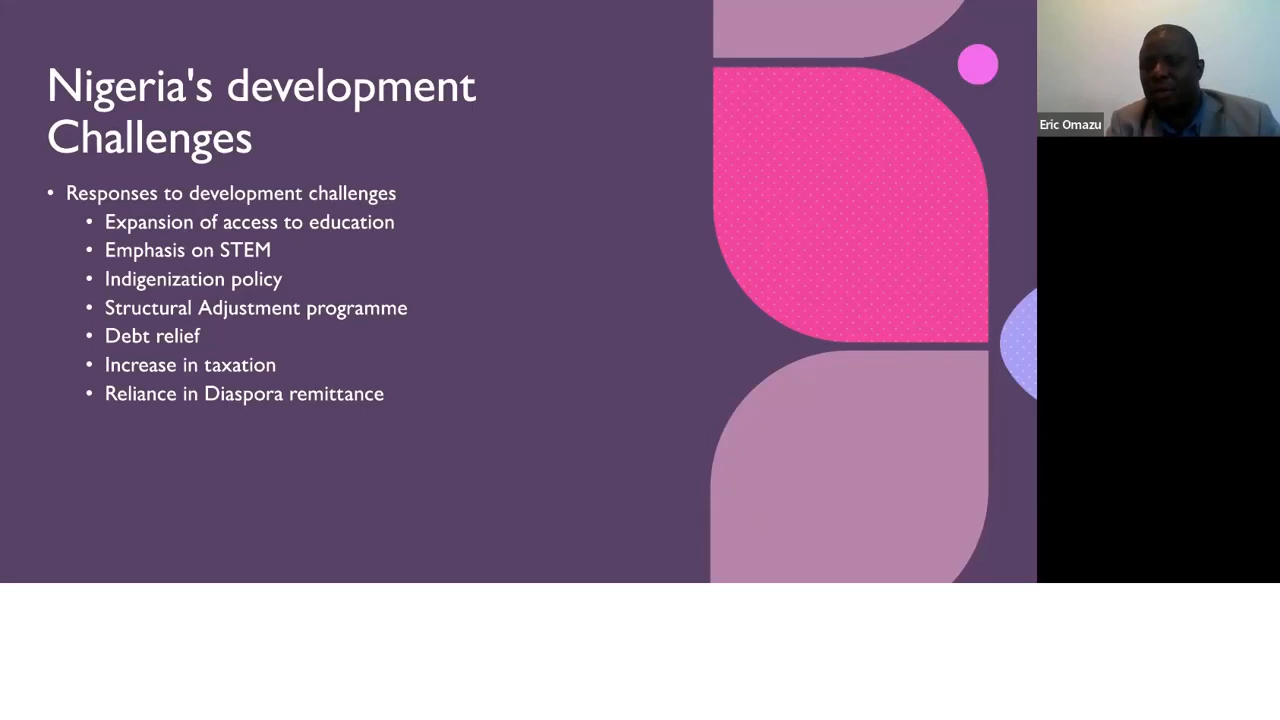 Nigeria's development
Challenges
• Responses to development challenges
• Expansion of access to education
• Emphasis on STEM
• Indigenization policy
• Structural Adjustment programme
• Debt relief
• Increase in taxation
• Reliance in Diaspora remittance
Eric Omazu